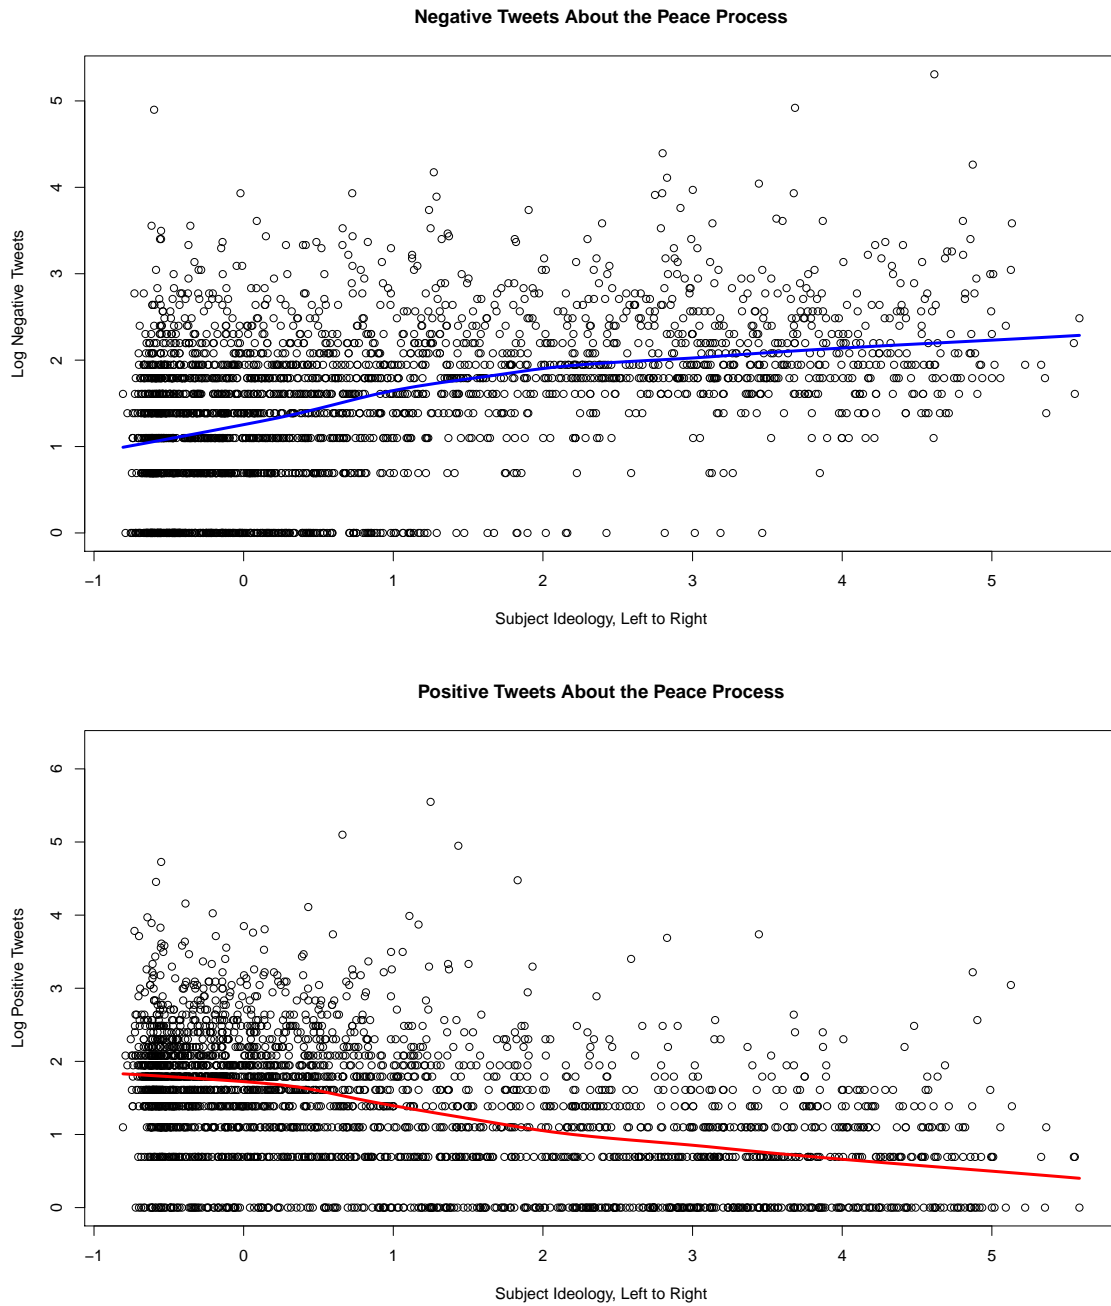 Negative Tweets About the Peace Process
Log Negative Tweets
5
4
3
2
1
0
−1 0 1 2 3 4 5
Subject Ideology, Left to Right
Positive Tweets About the Peace Process
Log Positive Tweets
6
5
4
3
2
1
0
−1 0 1 2 3 4 5
Subject Ideology, Left to Right